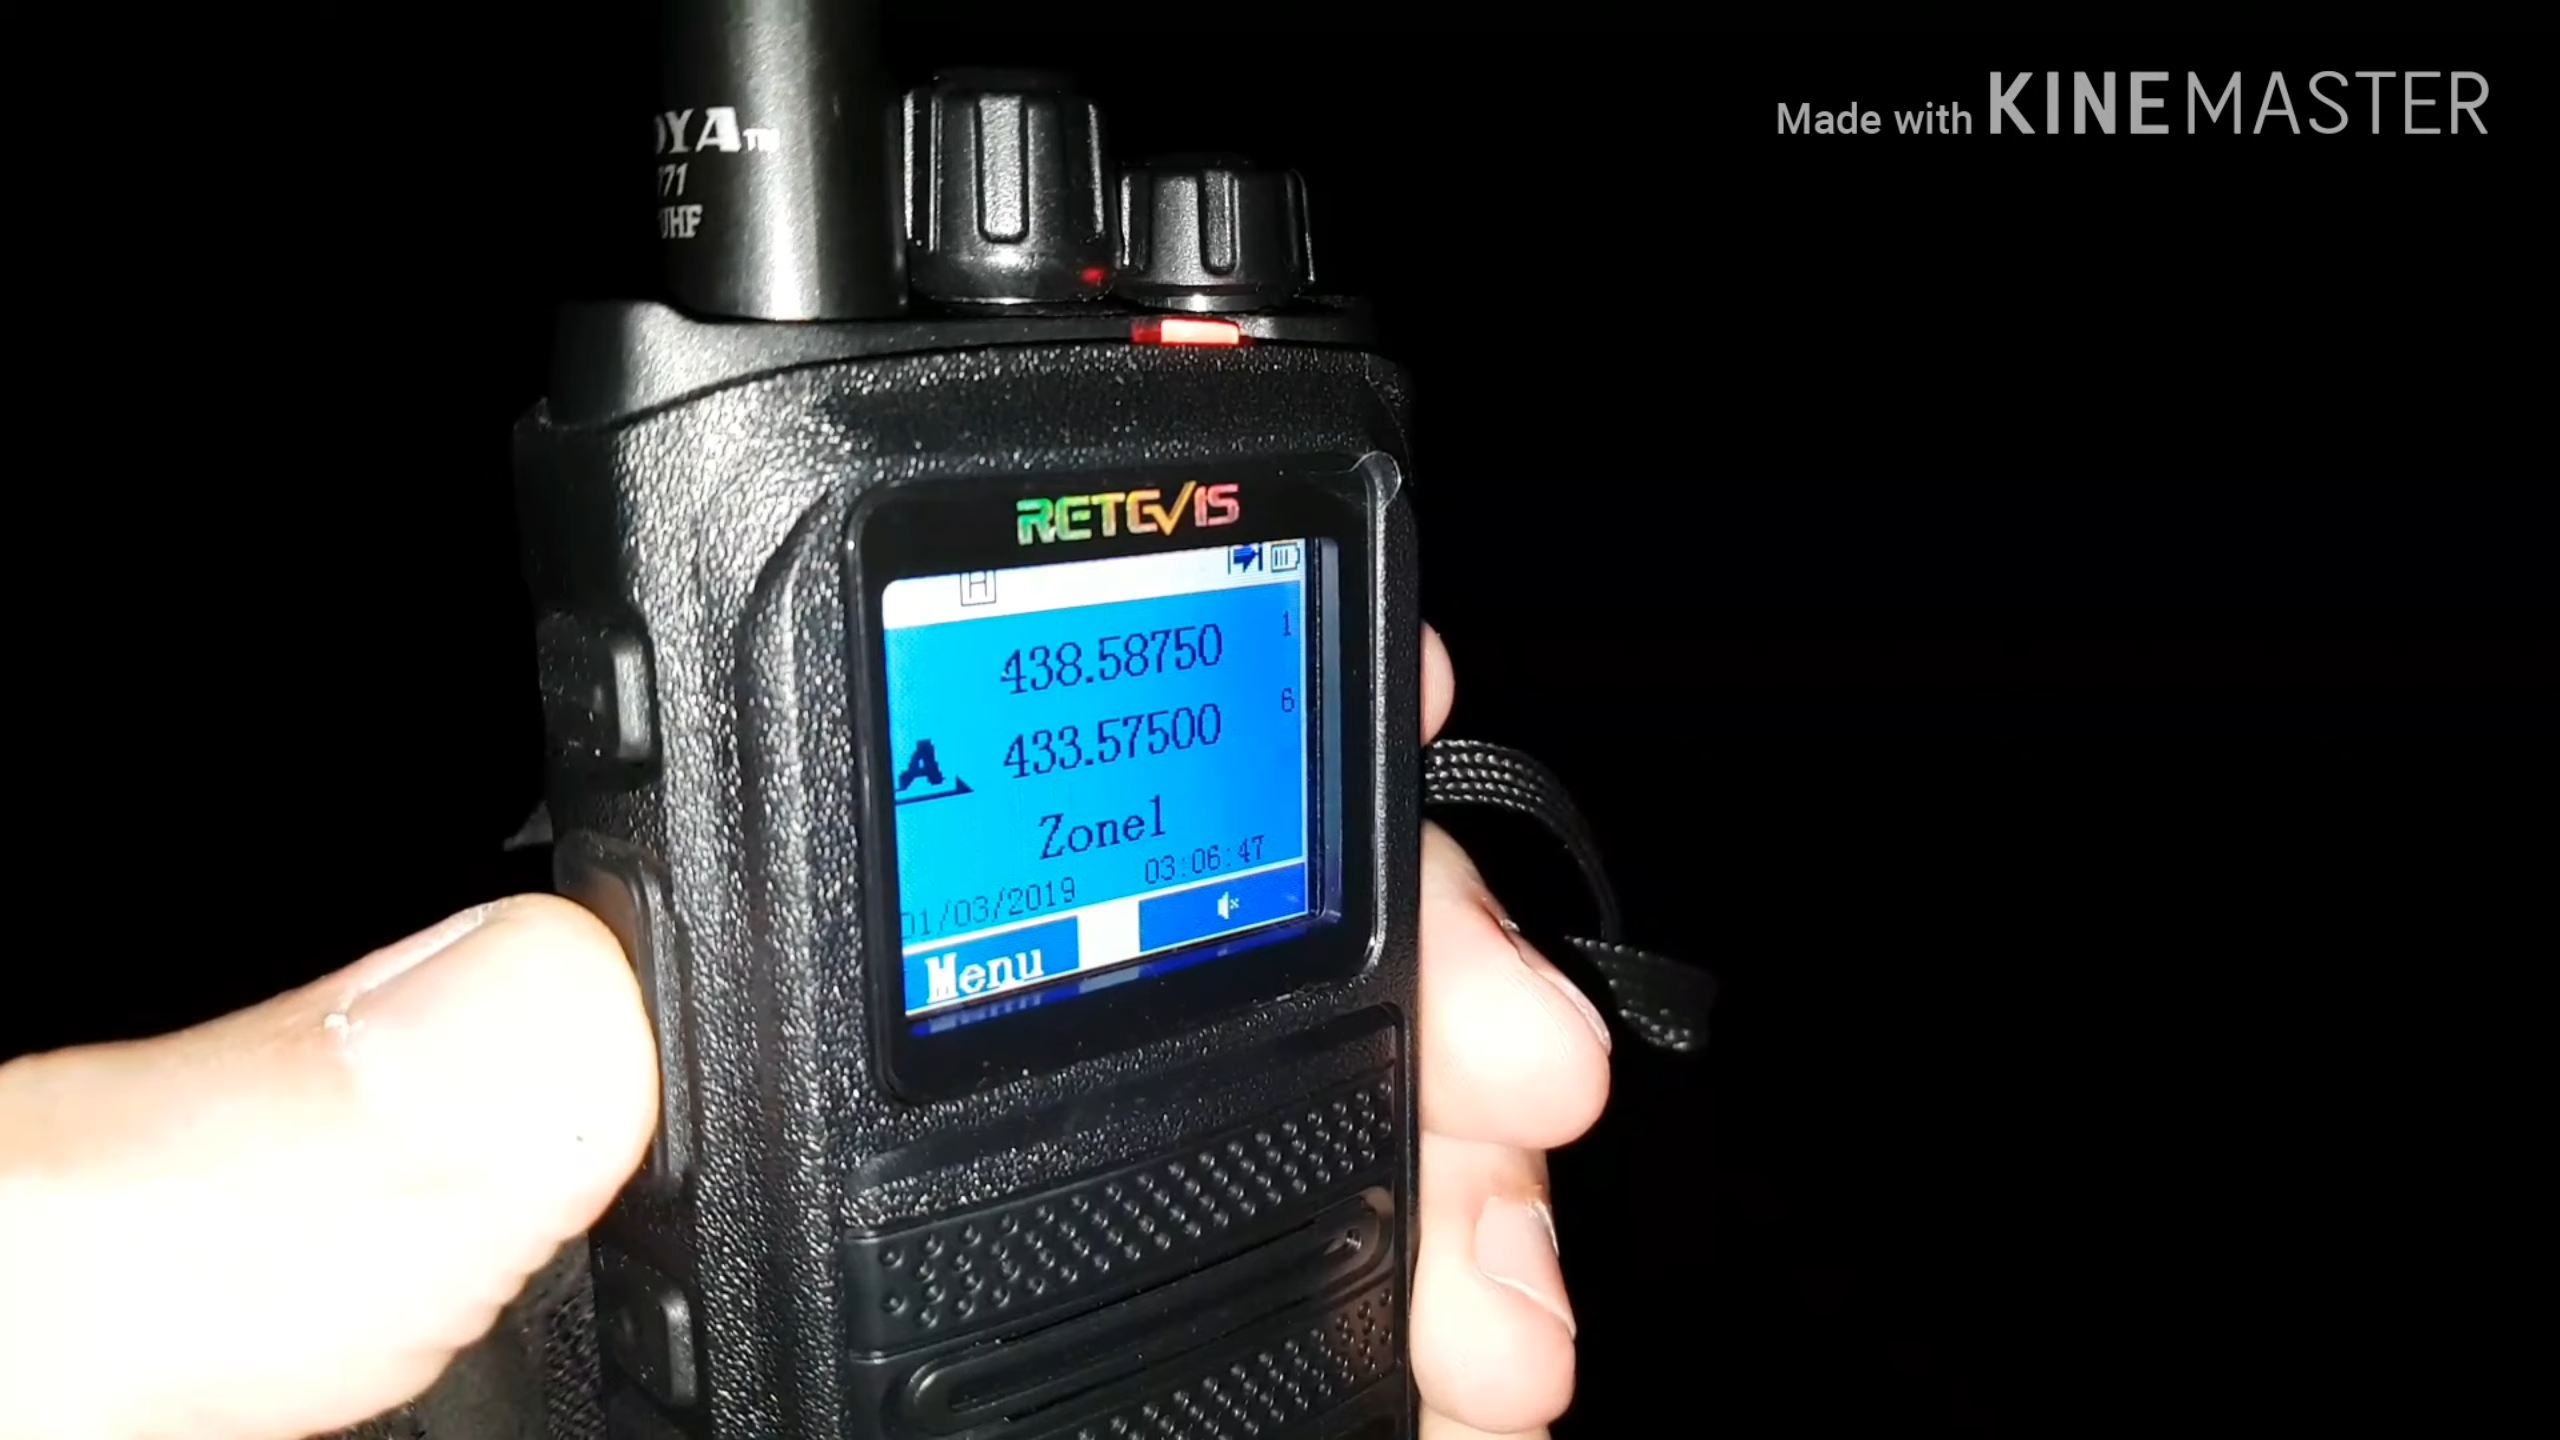 Made with KINEMASTER
RETEVIS
H
438.58750 1
433.57500 6
A
Zone1
01/03/2019 03:06:47
Menu